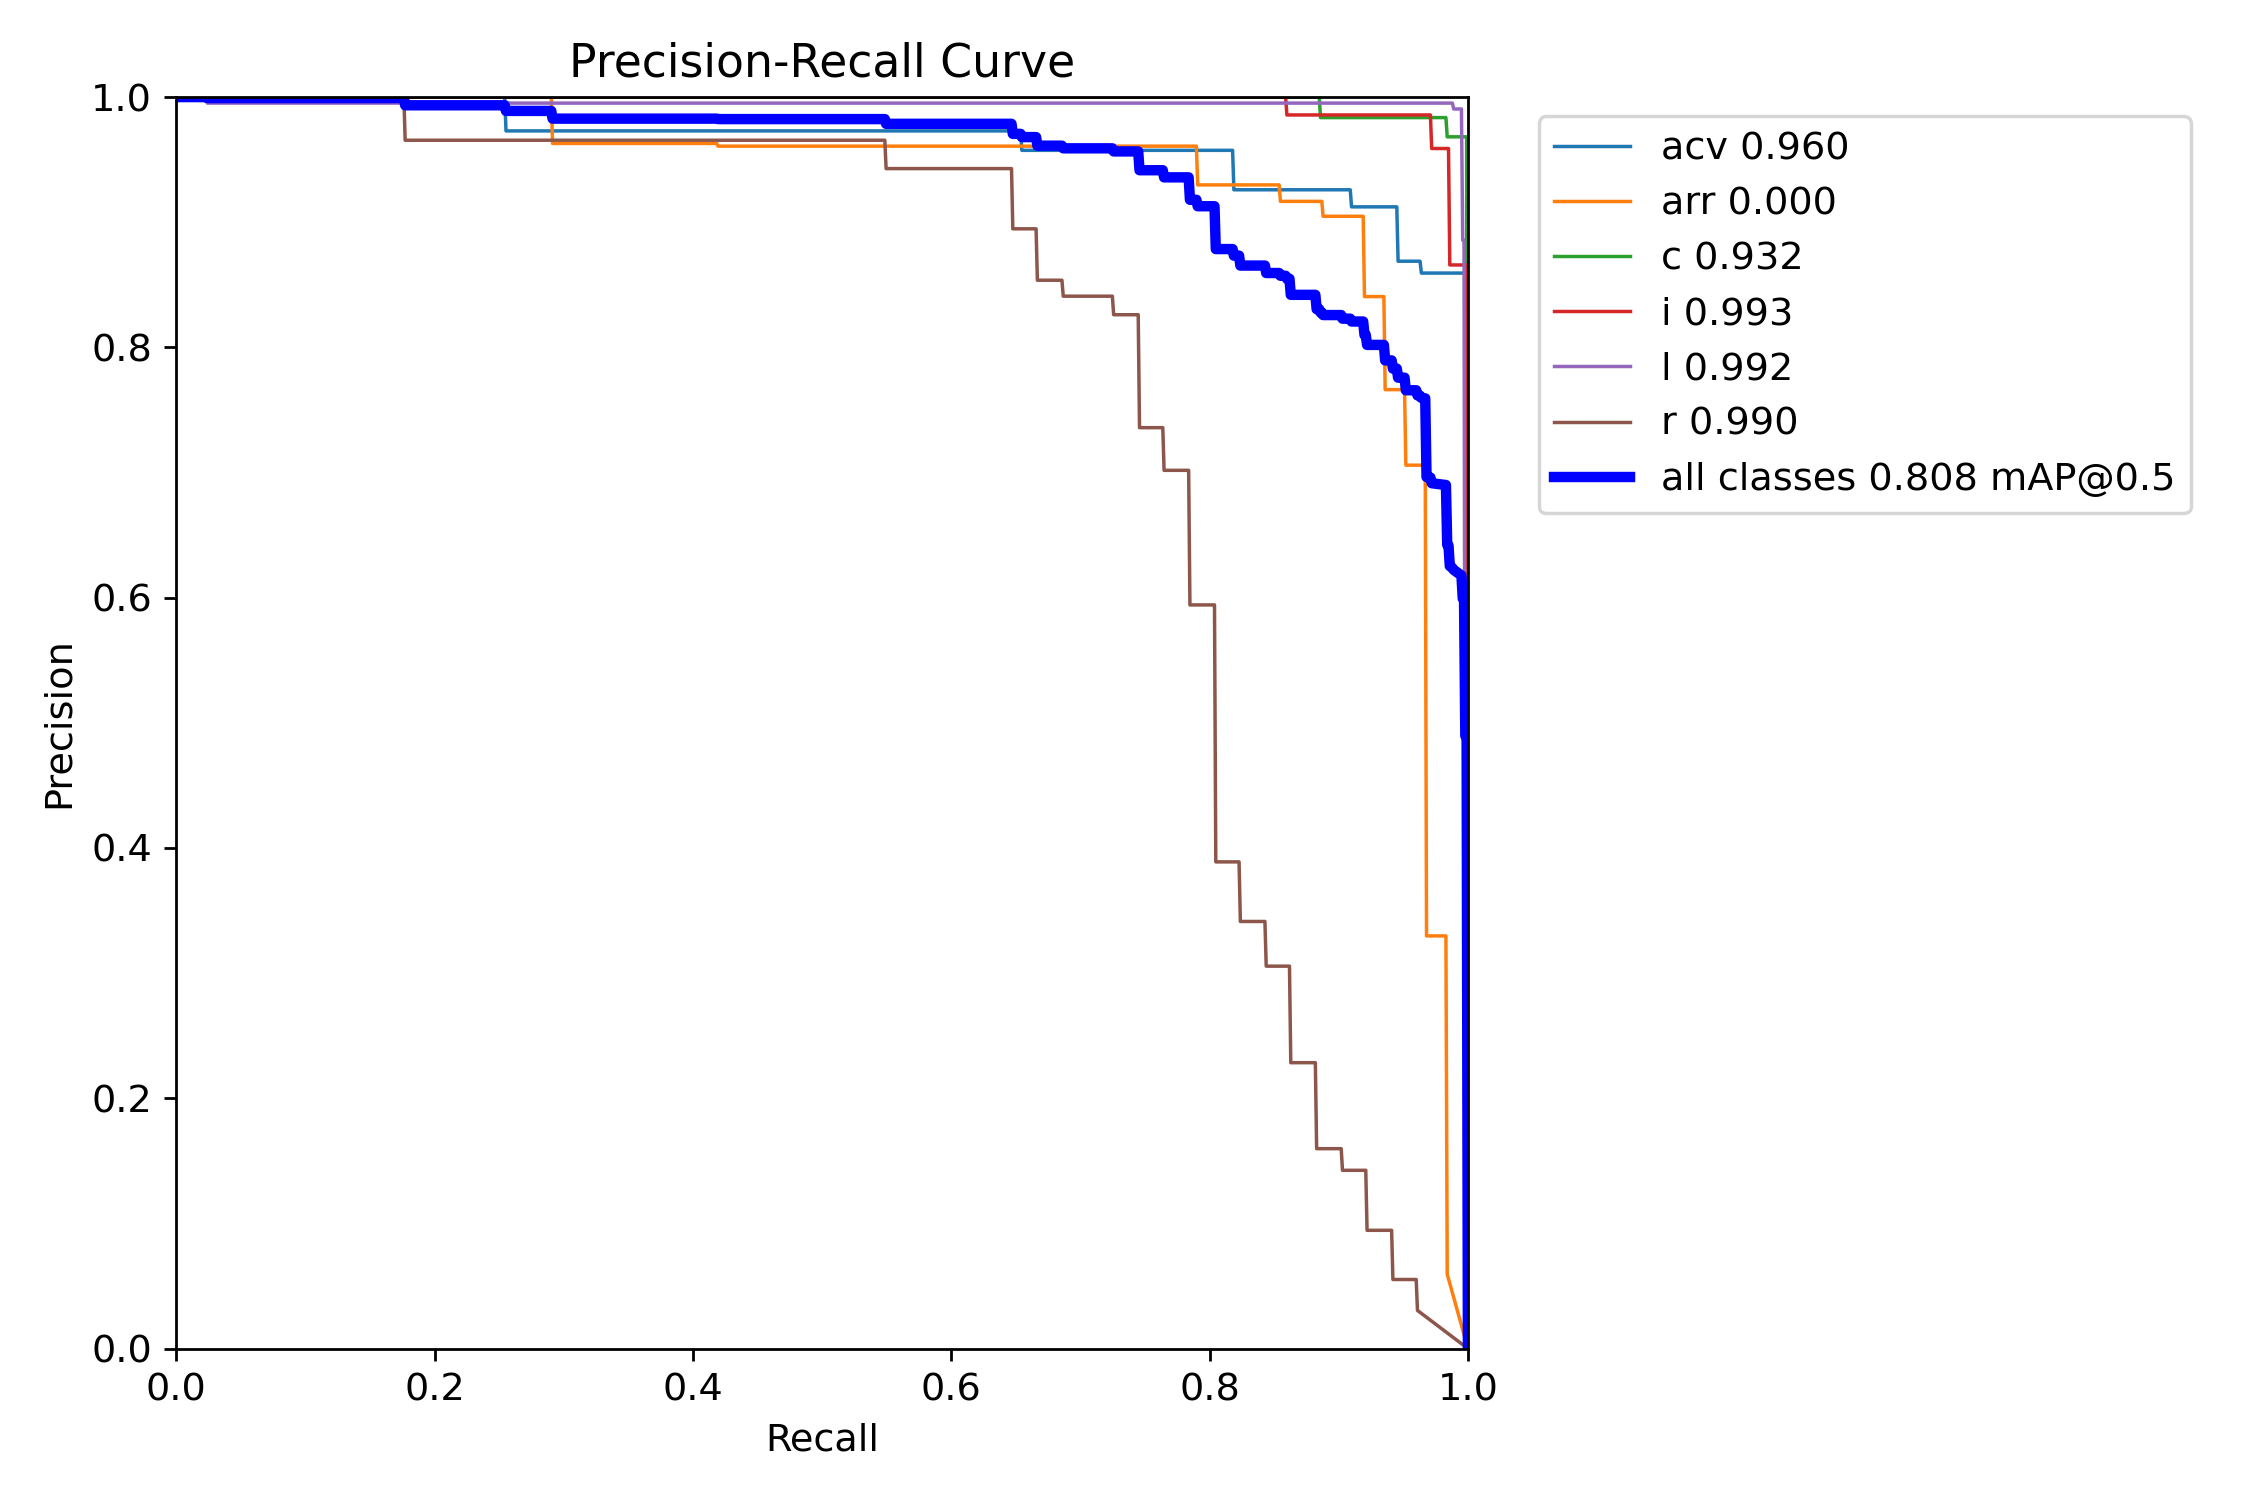 Precision-Recall Curve
1.0
0.8
0.6
0.4
0.2
0.0
Precision
0.0 0.2 0.4 0.6 0.8 1.0
Recall
acv 0.960
arr 0.000
c 0.932
i 0.993
l 0.992
r 0.990
all classes 0.808 mAP@0.5